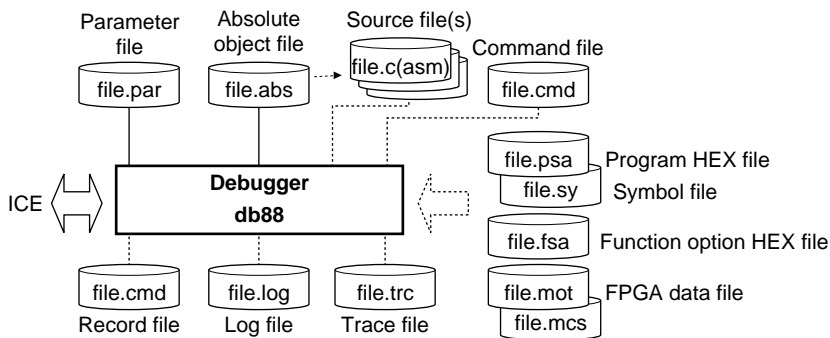 Parameter
file
Absolute
object file
Source file(s)
Command file
file.par
file.abs
file.c(asm)
file.cmd
file.psa
Program HEX file
file.sy
Symbol file
ICE
Debugger
db88
file.fsa
Function option HEX file
file.cmd
file.log
file.trc
file.mot
FPGA data file
file.mcs
Record file
Log file
Trace file